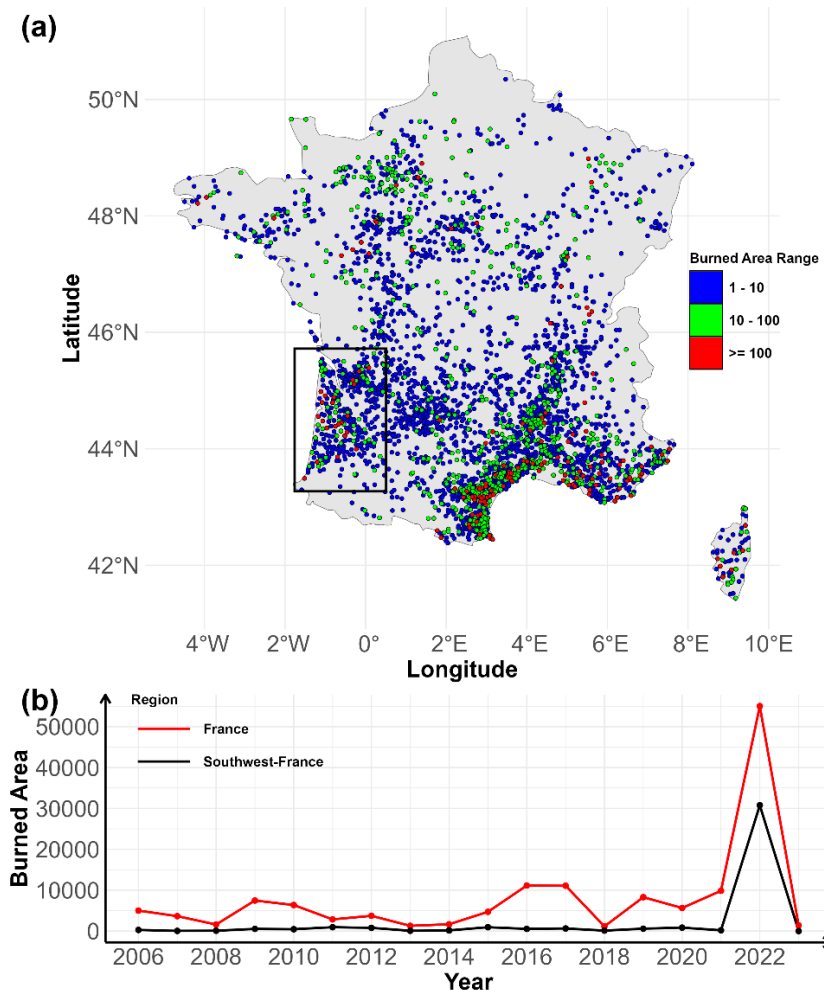 (a)
50°N
48°N
46°N
44°N
42°N
Latitude
Burned Area Range
1 - 10
10 - 100
>= 100
4°W 2°W 0° 2°E 4°E 6°E 8°E 10°E
Longitude
(b)
Region
France
Southwest-France
50000
40000
30000
20000
10000
0
Burned Area
2006 2008 2010 2012 2014 2016 2018 2020 2022
Year